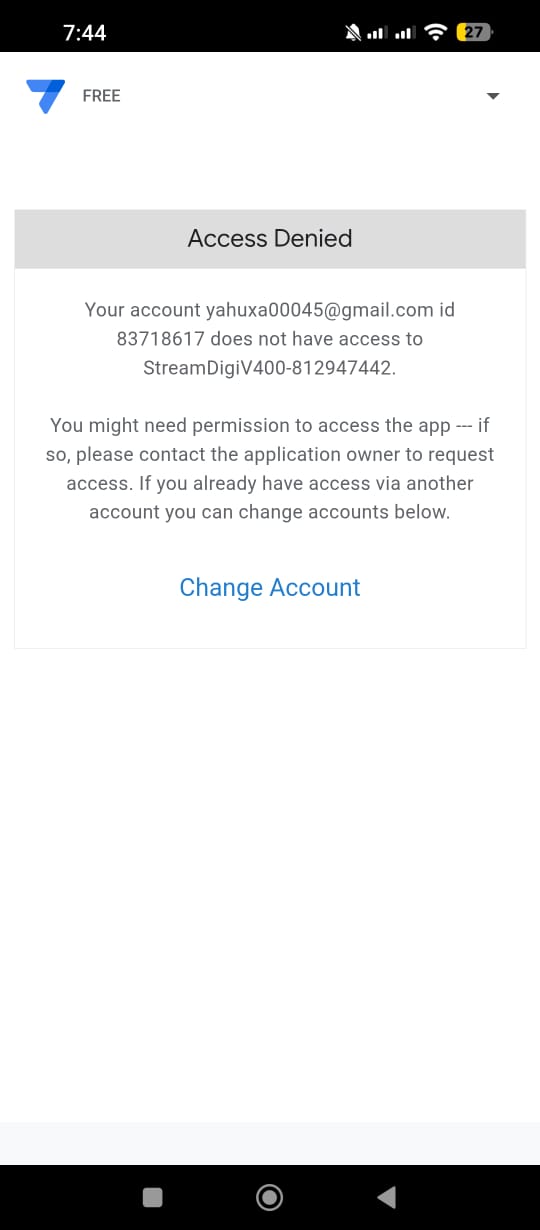 7:44
27
FREE
Access Denied
Your account yahuxa00045@gmail.com id
83718617 does not have access to
StreamDigiV400-812947442.
You might need permission to access the app --- if
so, please contact the application owner to request
access. If you already have access via another
account you can change accounts below.
Change Account